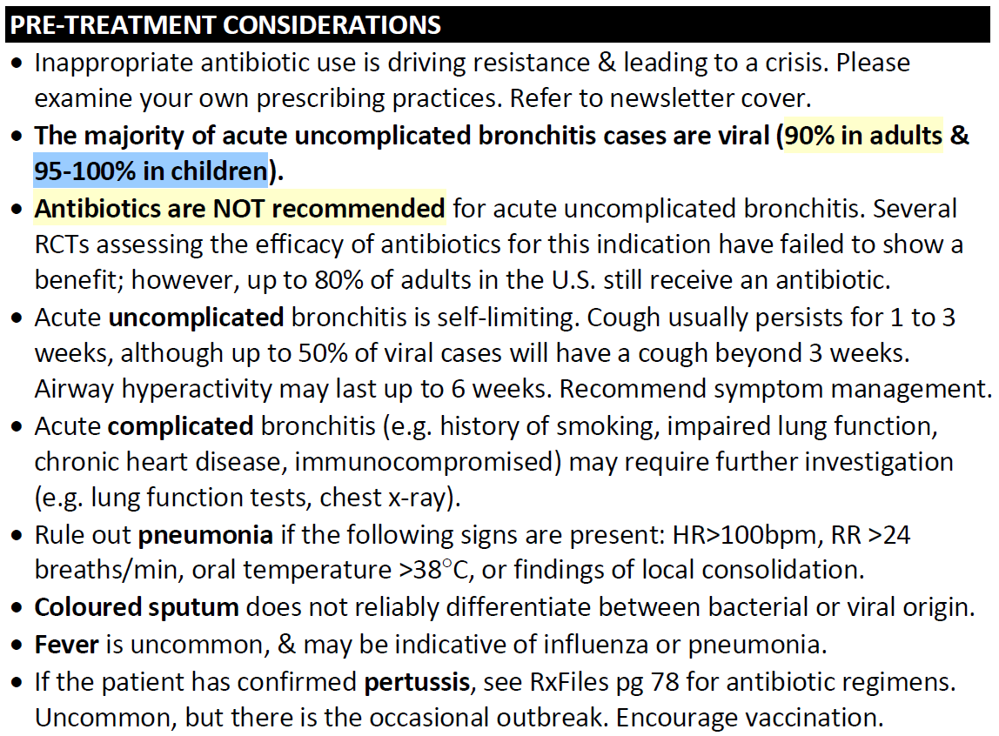 PRE-TREATMENT CONSIDERATIONS
• Inappropriate antibiotic use is driving resistance & leading to a crisis. Please
examine your own prescribing practices. Refer to newsletter cover.
• The majority of acute uncomplicated bronchitis cases are viral (90% in adults &
95-100% in children).
• Antibiotics are NOT recommended for acute uncomplicated bronchitis. Several
RCTs assessing the efficacy of antibiotics for this indication have failed to show a
benefit; however, up to 80% of adults in the U.S. still receive an antibiotic.
• Acute uncomplicated bronchitis is self-limiting. Cough usually persists for 1 to 3
weeks, although up to 50% of viral cases will have a cough beyond 3 weeks.
Airway hyperactivity may last up to 6 weeks. Recommend symptom management.
• Acute complicated bronchitis (e.g. history of smoking, impaired lung function,
chronic heart disease, immunocompromised) may require further investigation
(e.g. lung function tests, chest x-ray).
• Rule out pneumonia if the following signs are present: HR>100bpm, RR >24
breaths/min, oral temperature >38°C, or findings of local consolidation.
• Coloured sputum does not reliably differentiate between bacterial or viral origin.
• Fever is uncommon, & may be indicative of influenza or pneumonia.
• If the patient has confirmed pertussis, see RxFiles pg 78 for antibiotic regimens.
Uncommon, but there is the occasional outbreak. Encourage vaccination.